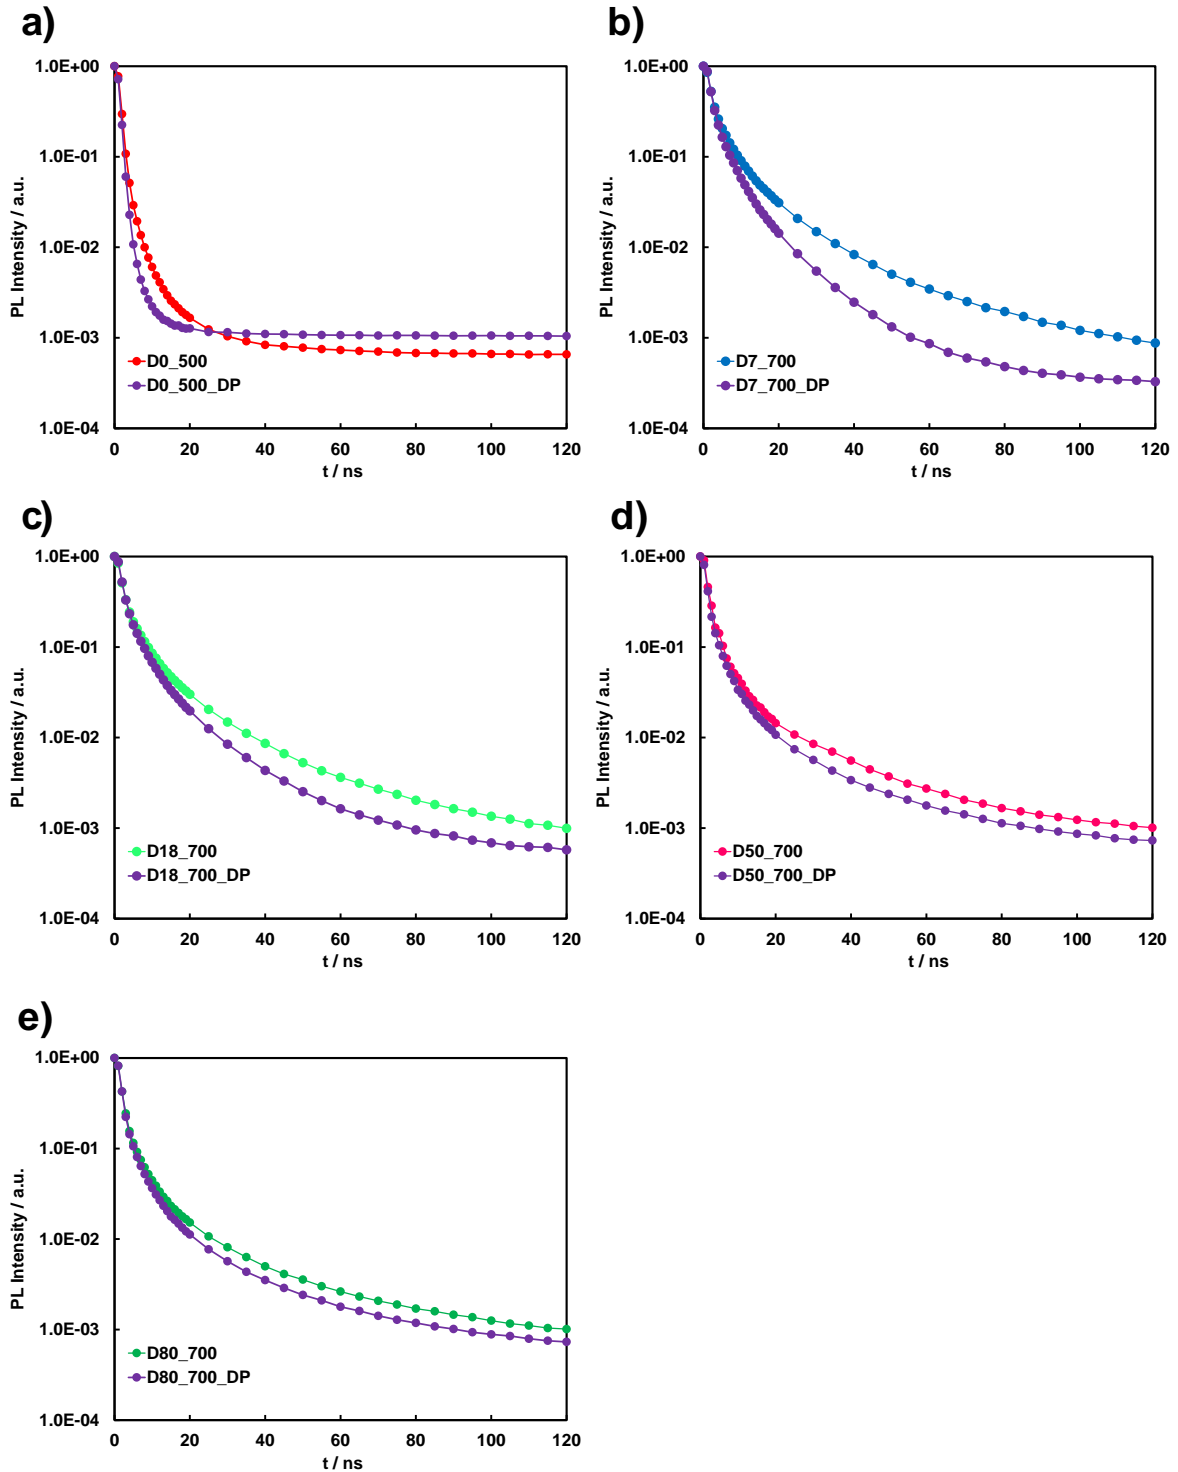 a)
1.0E+00
1.0E-01
1.0E-02
1.0E-03
1.0E-04
PL Intensity / a.u.
D0_500
D0_500_DP
0 20 40 60 80 100 120
t / ns
b)
1.0E+00
1.0E-01
1.0E-02
1.0E-03
1.0E-04
PL Intensity / a.u.
D7_700
D7_700_DP
0 20 40 60 80 100 120
t / ns
c)
1.0E+00
1.0E-01
1.0E-02
1.0E-03
1.0E-04
PL Intensity / a.u.
D18_700
D18_700_DP
0 20 40 60 80 100 120
t / ns
d)
1.0E+00
1.0E-01
1.0E-02
1.0E-03
1.0E-04
PL Intensity / a.u.
D50_700
D50_700_DP
0 20 40 60 80 100 120
t / ns
e)
1.0E+00
1.0E-01
1.0E-02
1.0E-03
1.0E-04
PL Intensity / a.u.
D80_700
D80_700_DP
0 20 40 60 80 100 120
t / ns